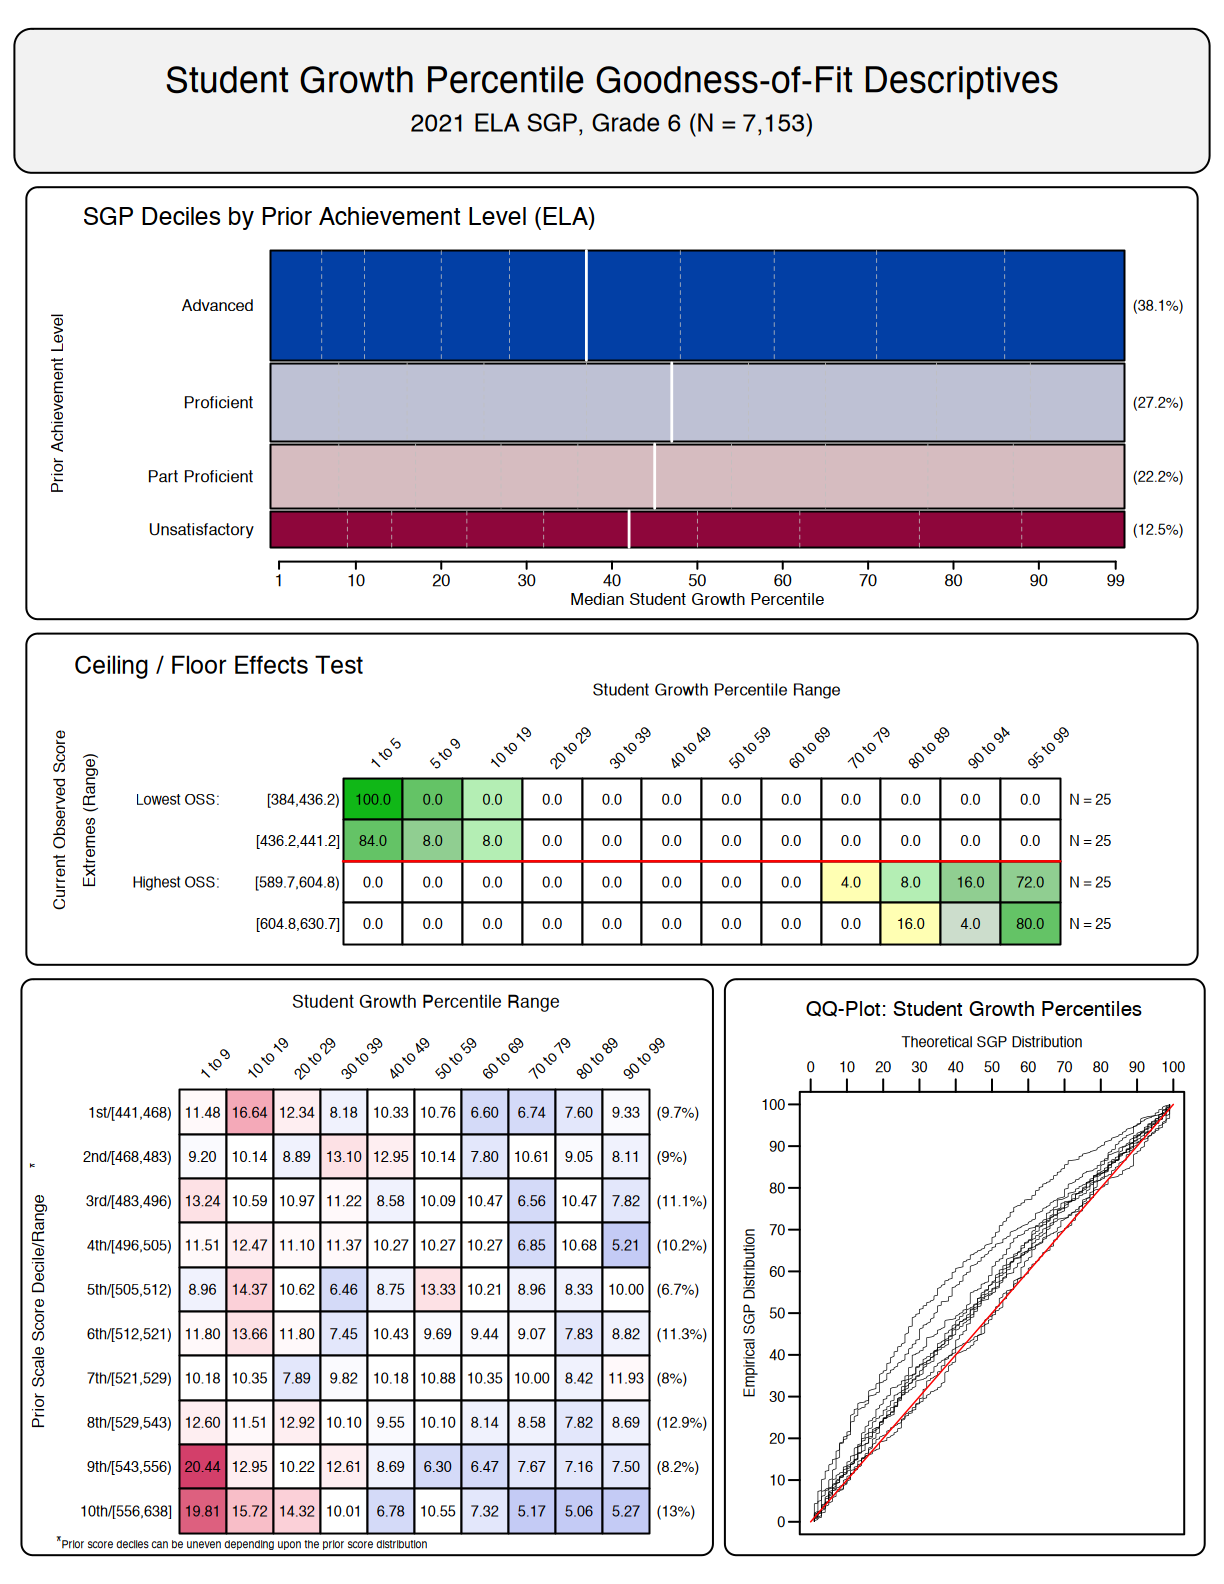 Student Growth Percentile Goodness-of-Fit Descriptives
2021 ELA SGP, Grade 6 (N = 7,153)
SGP Deciles by Prior Achievement Level (ELA)
Prior Achievement Level
Advanced (38.1%)
Proficient (27.2%)
Part Proficient (22.2%)
Unsatisfactory (12.5%)
1 10 20 30 40 50 60 70 80 90 99
Median Student Growth Percentile
Ceiling / Floor Effects Test
Student Growth Percentile Range
Current Observed Score
Extremes (Range)
1 to 5 5 to 9 10 to 19 20 to 29 30 to 39 40 to 49 50 to 59 60 to 69 70 to 79 80 to 89 90 to 94 95 to 99
Lowest OSS: [384,436.2) 100.0 0.0 0.0 0.0 0.0 0.0 0.0 0.0 0.0 0.0 0.0 0.0 N = 25
[436.2,441.2] 84.0 8.0 8.0 0.0 0.0 0.0 0.0 0.0 0.0 0.0 0.0 0.0 N = 25
Highest OSS: [589.7,604.8) 0.0 0.0 0.0 0.0 0.0 0.0 0.0 0.0 4.0 8.0 16.0 72.0 N = 25
[604.8,630.7] 0.0 0.0 0.0 0.0 0.0 0.0 0.0 0.0 0.0 16.0 4.0 80.0 N = 25
Student Growth Percentile Range
Prior Scale Score Decile/Range *
1 to 9 10 to 19 20 to 29 30 to 39 40 to 49 50 to 59 60 to 69 70 to 79 80 to 89 90 to 99
1st/[441,468) 11.48 16.64 12.34 8.18 10.33 10.76 6.60 6.74 7.60 9.33 (9.7%)
2nd/[468,483) 9.20 10.14 8.89 13.10 12.95 10.14 7.80 10.61 9.05 8.11 (9%)
3rd/[483,496) 13.24 10.59 10.97 11.22 8.58 10.09 10.47 6.56 10.47 7.82 (11.1%)
4th/[496,505) 11.51 12.47 11.10 11.37 10.27 10.27 10.27 6.85 10.68 5.21 (10.2%)
5th/[505,512) 8.96 14.37 10.62 6.46 8.75 13.33 10.21 8.96 8.33 10.00 (6.7%)
6th/[512,521) 11.80 13.66 11.80 7.45 10.43 9.69 9.44 9.07 7.83 8.82 (11.3%)
7th/[521,529) 10.18 10.35 7.89 9.82 10.18 10.88 10.35 10.00 8.42 11.93 (8%)
8th/[529,543) 12.60 11.51 12.92 10.10 9.55 10.10 8.14 8.58 7.82 8.69 (12.9%)
9th/[543,556) 20.44 12.95 10.22 12.61 8.69 6.30 6.47 7.67 7.16 7.50 (8.2%)
10th/[556,638] 19.81 15.72 14.32 10.01 6.78 10.55 7.32 5.17 5.06 5.27 (13%)
*Prior score deciles can be uneven depending upon the prior score distribution
QQ-Plot: Student Growth Percentiles
Theoretical SGP Distribution
0 10 20 30 40 50 60 70 80 90 100
Empirical SGP Distribution
100
90
80
70
60
50
40
30
20
10
0